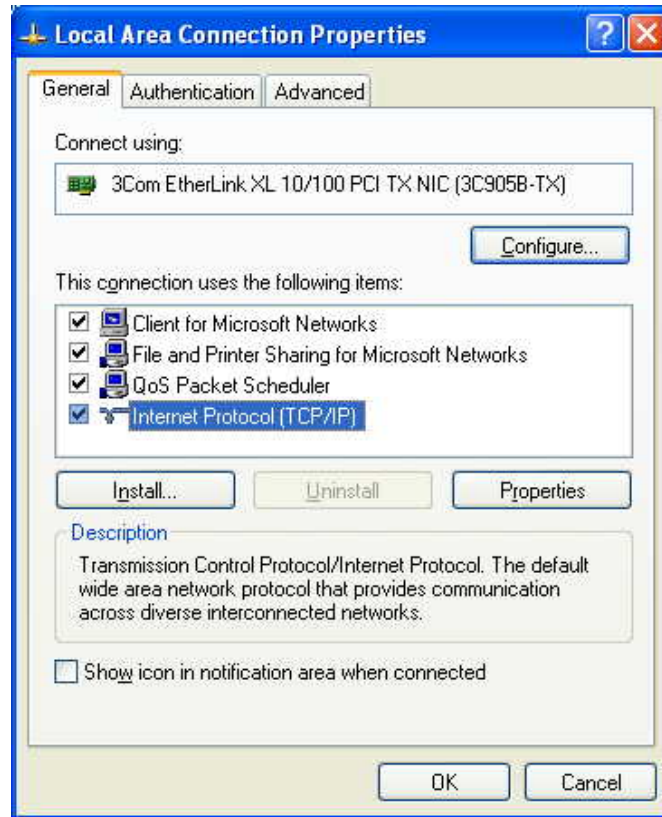 Local Area Connection Properties
General Authentication Advanced
Connect using:
3Com EtherLink XL 10/100 PCI TX NIC (3C905B-TX)
Configure...
This connection uses the following items:
Client for Microsoft Networks
File and Printer Sharing for Microsoft Networks
QoS Packet Scheduler
Internet Protocol (TCP/IP)
Install... Uninstall Properties
Description
Transmission Control Protocol/Internet Protocol. The default
wide area network protocol that provides communication
across diverse interconnected networks.
Show icon in notification area when connected
OK Cancel